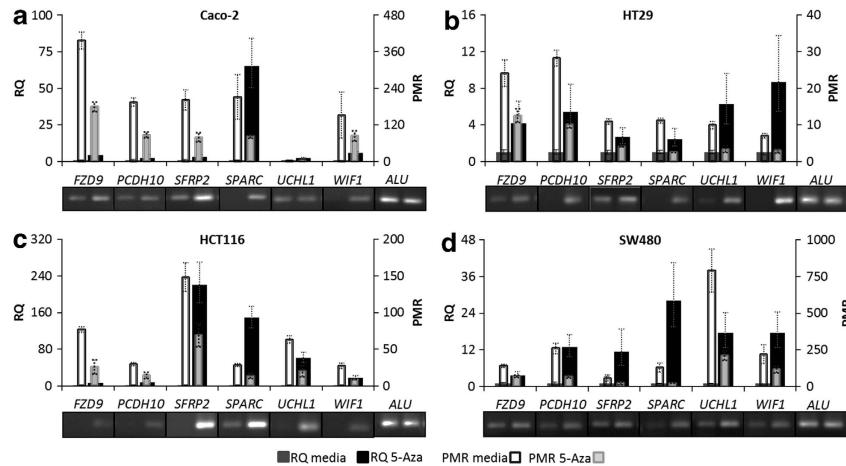 a Caco-2
RQ
100
75
50
25
0
480
360
240
120
0
PMR
FZD9 PCDH10 SFRP2 SPARC UCHL1 WIF1 ALU
b HT29
RQ
16
12
8
4
0
40
30
20
10
0
PMR
FZD9 PCDH10 SFRP2 SPARC UCHL1 WIF1 ALU
c HCT116
RQ
320
240
160
80
0
200
150
100
50
0
PMR
FZD9 PCDH10 SFRP2 SPARC UCHL1 WIF1 ALU
d SW480
RQ
48
36
24
12
0
1000
750
500
250
0
PMR
FZD9 PCDH10 SFRP2 SPARC UCHL1 WIF1 ALU
RQ media RQ 5-Aza PMR media PMR 5-Aza